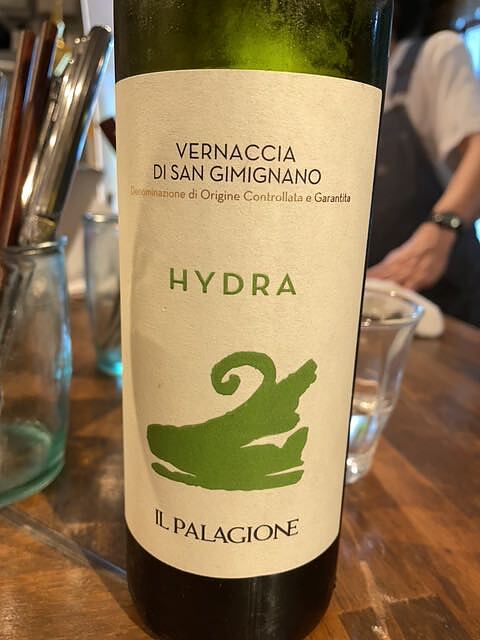 VERNACCIA
DI SAN GIMIGNANO
Denominazione di Origine Controllata e Garantita
HYDRA
IL PALAGIONE